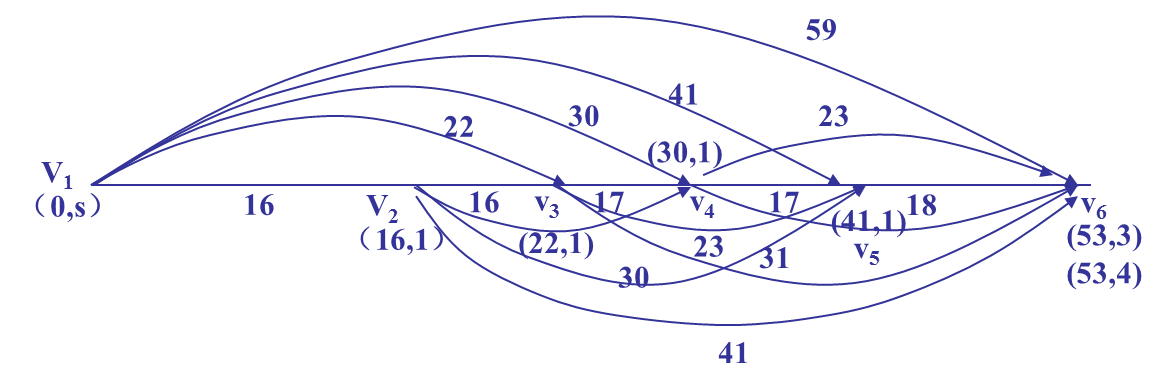 59
41
30
23
22
(30,1)
V1
（0,s）
16
V2
（16,1）
16
v3
17
v4
17
18
v6
(22,1)
(41,1)
v5
(53,3)
(53,4)
23
31
30
41